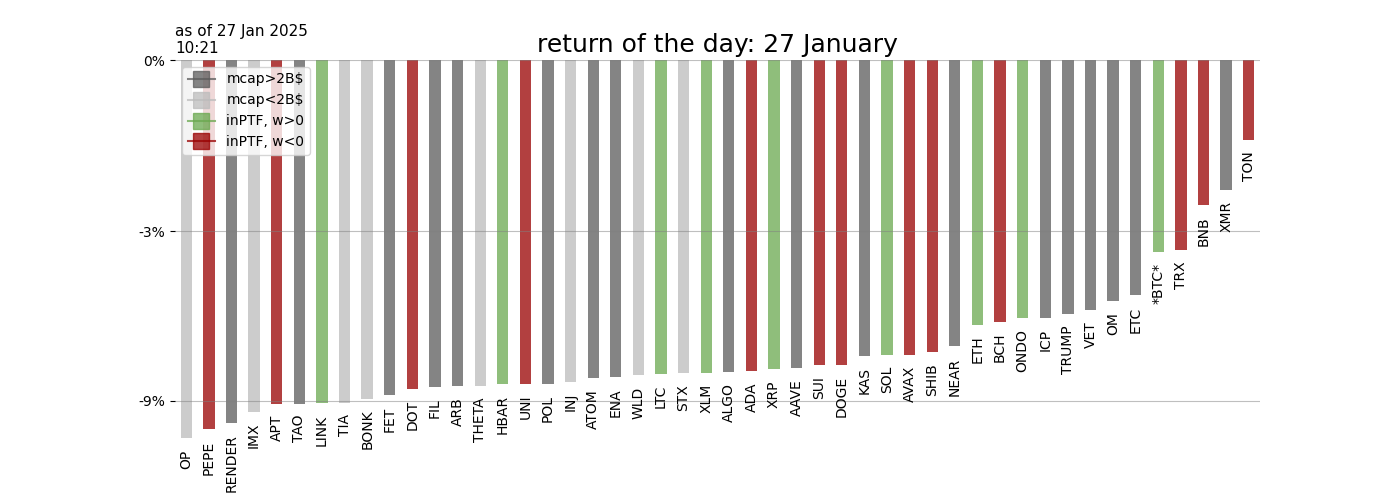 as of 27 Jan 2025
10:21
return of the day: 27 January
0%
-3%
-9%
mcap>2B$
mcap<2B$
inPTF, w>0
inPTF, w<0
OP
PEPE
RENDER
IMX
APT
TAO
LINK
TIA
BONK
FET
DOT
FIL
ARB
THETA
HBAR
UNI
POL
INJ
ATOM
ENA
WLD
LTC
STX
XLM
ALGO
ADA
XRP
AAVE
SUI
DOGE
KAS
SOL
AVAX
SHIB
NEAR
ETH
BCH
ONDO
ICP
TRUMP
VET
OM
ETC
*BTC*
TRX
BNB
XMR
TON